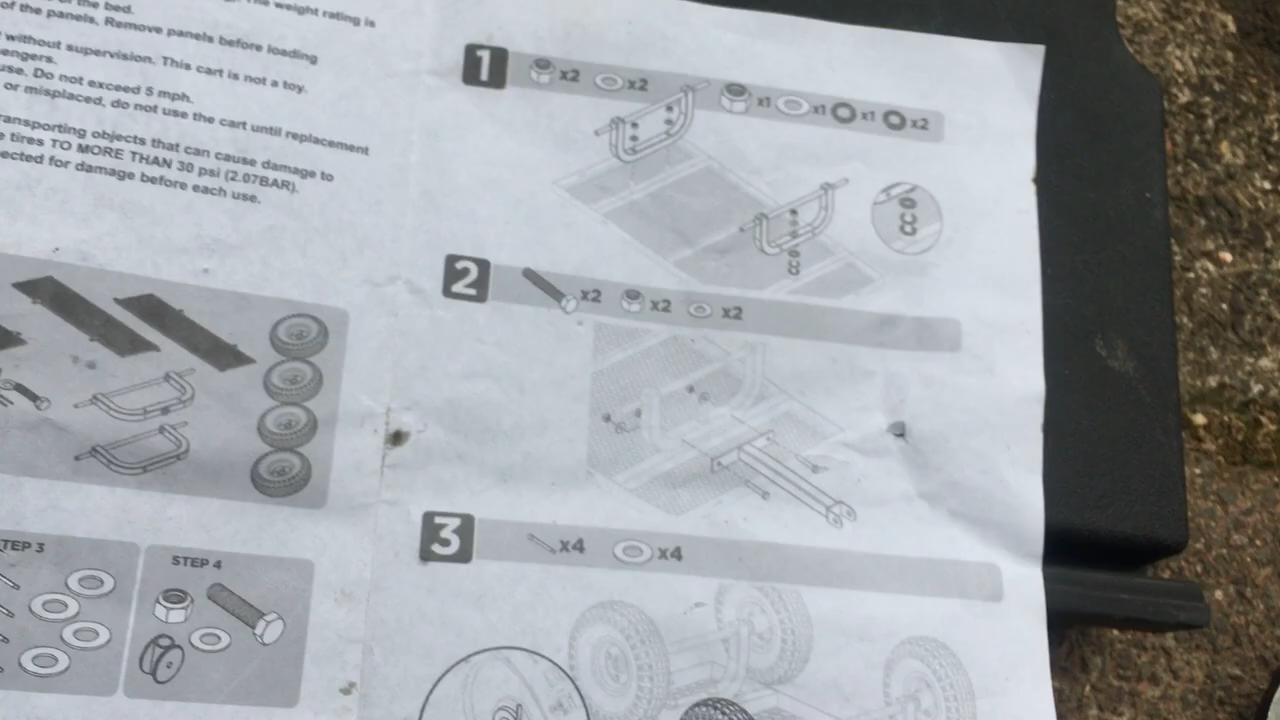 of the bed.
The weight rating is
of the panels. Remove panels before loading
without supervision. This cart is not a toy.
engers.
use. Do not exceed 5 mph.
or misplaced, do not use the cart until replacement
ransporting objects that can cause damage to
e tires TO MORE THAN 30 psi (2.07BAR).
ected for damage before each use.
TEP 3
STEP 4
1
x2
x2
x1
x1
x1
x2
2
x2
x2
x2
3
x4
x4